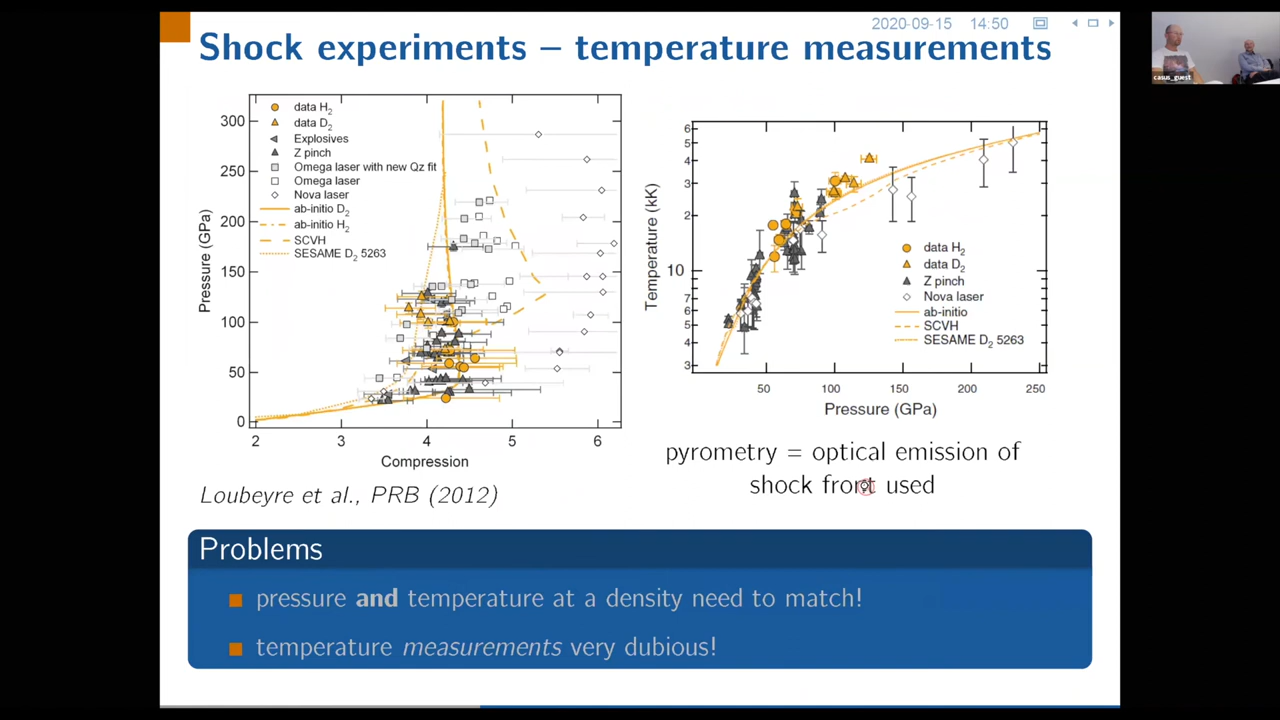 2020-09-15 14:50
Shock experiments – temperature measurements
300
250
200
150
100
50
0
Pressure (GPa)
data H2
data D2
Explosives
Z pinch
Omega laser with new Qz fit
Omega laser
Nova laser
ab-initio D2
ab-initio H2
SCVH
SESAME D2 5263
2 3 4 5 6
Compression
Loubeyre et al., PRB (2012)
6
5
4
3
2
10
7
6
5
4
3
Temperature (kK)
data H2
data D2
Z pinch
Nova laser
ab-initio
SCVH
SESAME D2 5263
50 100 150 200 250
Pressure (GPa)
pyrometry = optical emission of
shock front used
Problems
pressure and temperature at a density need to match!
temperature measurements very dubious!
casus_guest